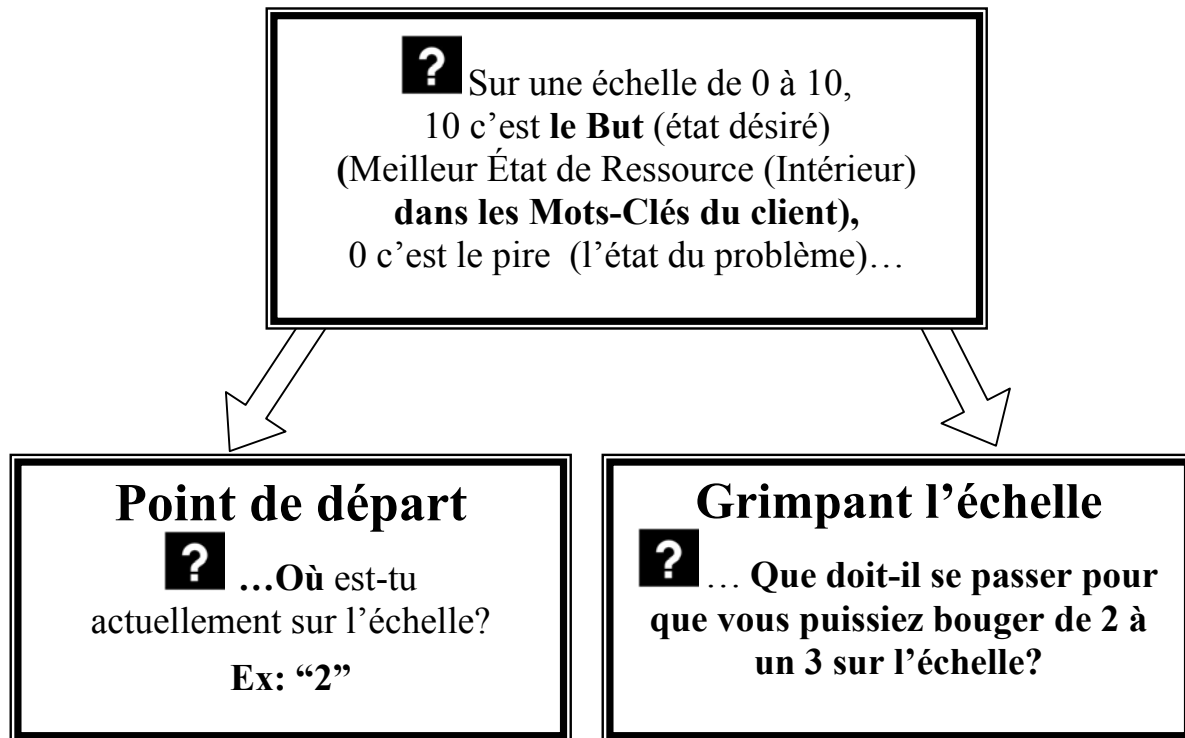 ? Sur une échelle de 0 à 10,
10 c’est le But (état désiré)
(Meilleur État de Ressource (Intérieur)
dans les Mots-Clés du client),
0 c’est le pire (l’état du problème)…
Point de départ
? …Où est-tu
actuellement sur l’échelle?
Ex: “2”
Grimpant l’échelle
? … Que doit-il se passer pour
que vous puissiez bouger de 2 à
un 3 sur l’échelle?